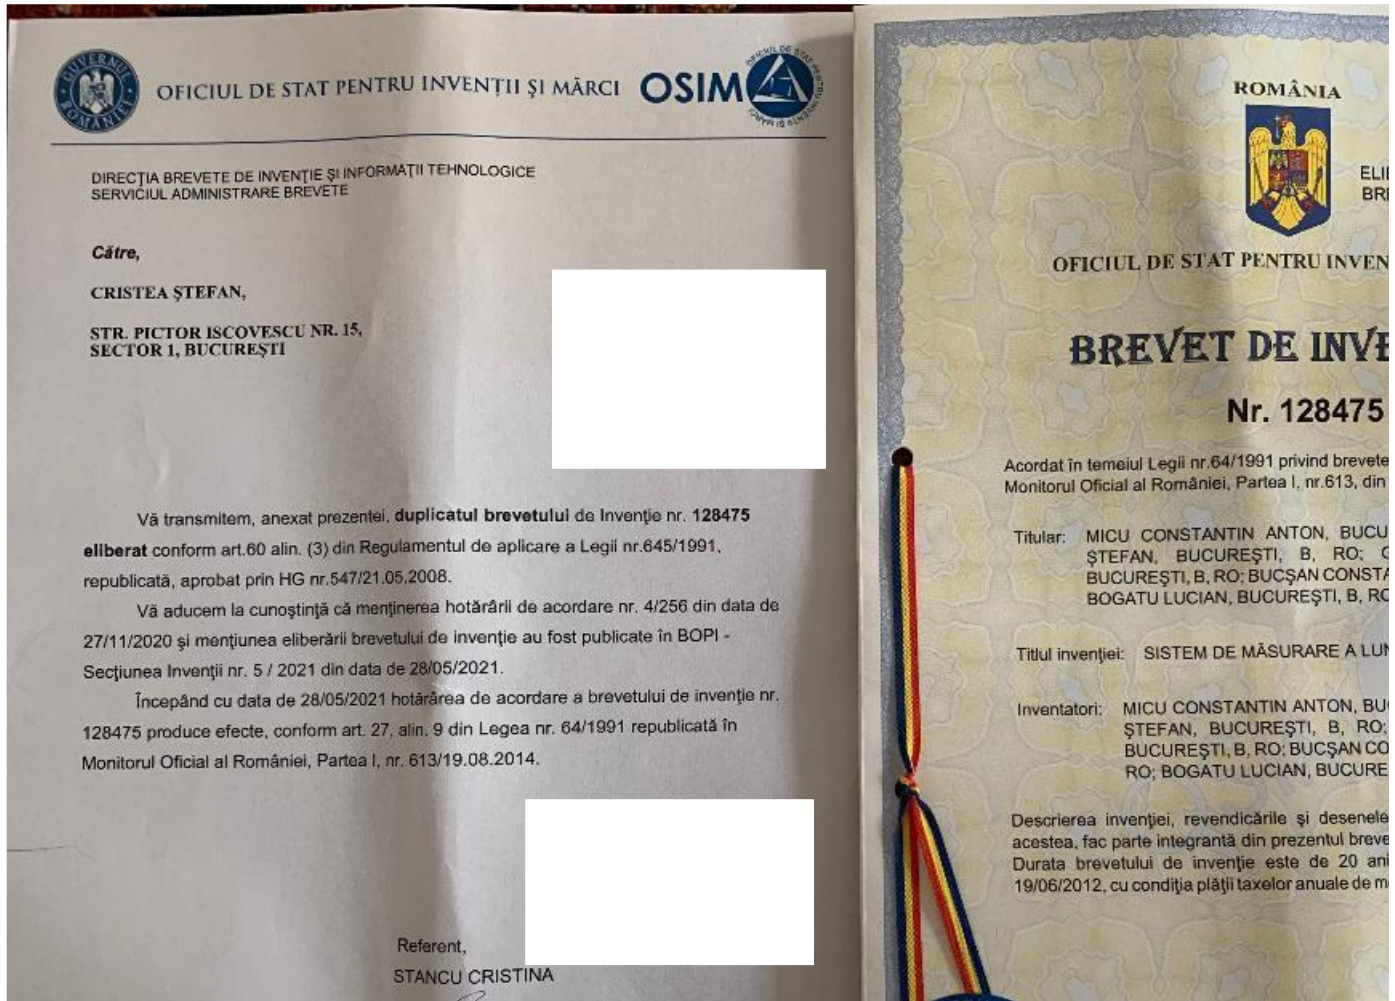 GUVERNUL ROMÂNIEI
OFICIUL DE STAT PENTRU INVENȚII ȘI MĂRCI OSIM
OFICIUL DE STAT PENTRU INVENȚII ȘI MĂRCI
DIRECȚIA BREVETE DE INVENȚIE ȘI INFORMAȚII TEHNOLOGICE
SERVICIUL ADMINISTRARE BREVETE
Către,
CRISTEA ȘTEFAN,
STR. PICTOR ISCOVESCU NR. 15,
SECTOR 1, BUCUREȘTI
Vă transmitem, anexat prezentei, duplicatul brevetului de Invenție nr. 128475
eliberat conform art.60 alin. (3) din Regulamentul de aplicare a Legii nr.645/1991,
republicată, aprobat prin HG nr.547/21.05.2008.
Vă aducem la cunoștință că menținerea hotărârii de acordare nr. 4/256 din data de
27/11/2020 și mențiunea eliberării brevetului de invenție au fost publicate în BOPI -
Secțiunea Invenții nr. 5 / 2021 din data de 28/05/2021.
Începând cu data de 28/05/2021 hotărârea de acordare a brevetului de invenție nr.
128475 produce efecte, conform art. 27, alin. 9 din Legea nr. 64/1991 republicată în
Monitorul Oficial al României, Partea I, nr. 613/19.08.2014.
Referent,
STANCU CRISTINA
ROMÂNIA
ELI
BRE
OFICIUL DE STAT PENTRU INVEN
BREVET DE INVE
Nr. 128475
Acordat în temeiul Legii nr.64/1991 privind brevete
Monitorul Oficial al României, Partea I, nr.613, din
Titular: MICU CONSTANTIN ANTON, BUCU
ȘTEFAN, BUCUREȘTI, B, RO; G
BUCUREȘTI, B, RO; BUCȘAN CONSTA
BOGATU LUCIAN, BUCUREȘTI, B, RO
Titlul invenției: SISTEM DE MĂSURARE A LUN
Inventatori: MICU CONSTANTIN ANTON, BUC
ȘTEFAN, BUCUREȘTI, B, RO;
BUCUREȘTI, B, RO; BUCȘAN CO
RO; BOGATU LUCIAN, BUCURE
Descrierea invenției, revendicările și desenele
acestea, fac parte integrantă din prezentul breve
Durata brevetului de invenție este de 20 ani
19/06/2012, cu condiția plății taxelor anuale de m